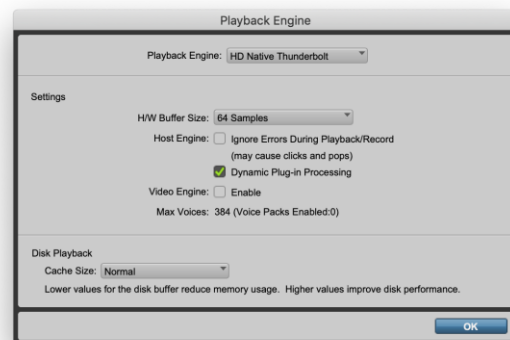 Playback Engine
Playback Engine: HD Native Thunderbolt
Settings
H/W Buffer Size: 64 Samples
Host Engine: Ignore Errors During Playback/Record
(may cause clicks and pops)
Dynamic Plug-in Processing
Video Engine: Enable
Max Voices: 384 (Voice Packs Enabled:0)
Disk Playback
Cache Size: Normal
Lower values for the disk buffer reduce memory usage. Higher values improve disk performance.
OK